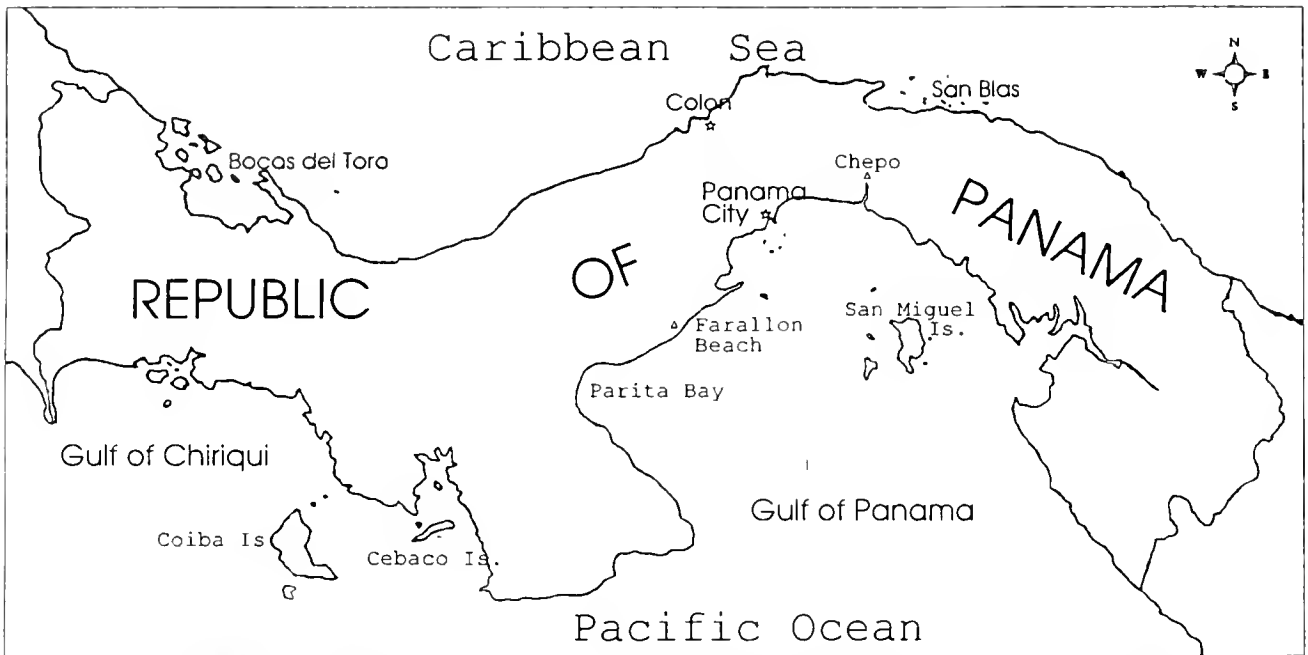 Caribbean Sea
N
W E
S
San Blas
Colon
Bocas del Toro
Chepo
Panama
City
PANAMA
OF
REPUBLIC
San Miguel
Is.
Farallon
Beach
Parita Bay
Gulf of Chiriqui
Gulf of Panama
Coiba Is
Cebaco Is.
Pacific Ocean